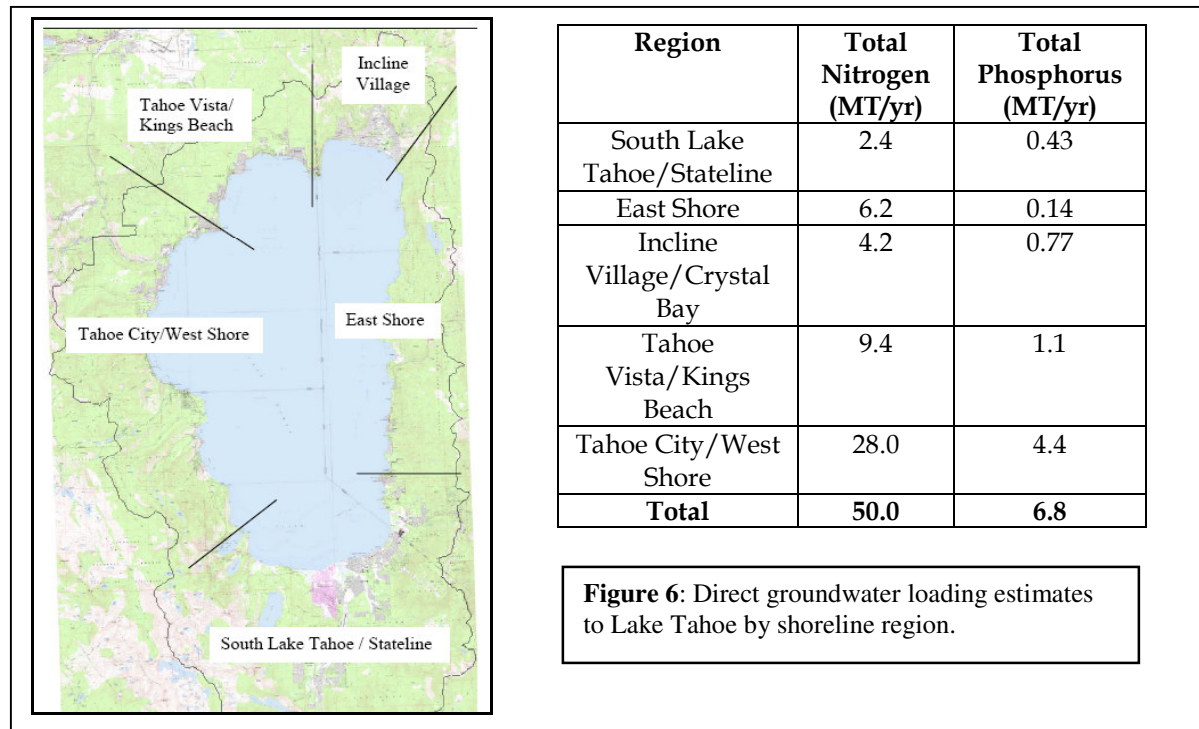 Incline
Village
Tahoe Vista/
Kings Beach
East Shore
Tahoe City/West Shore
South Lake Tahoe / Stateline
Region Total Nitrogen (MT/yr) Total Phosphorus (MT/yr)
South Lake Tahoe/Stateline 2.4 0.43
East Shore 6.2 0.14
Incline Village/Crystal Bay 4.2 0.77
Tahoe Vista/Kings Beach 9.4 1.1
Tahoe City/West Shore 28.0 4.4
Total 50.0 6.8
Figure 6: Direct groundwater loading estimates
to Lake Tahoe by shoreline region.